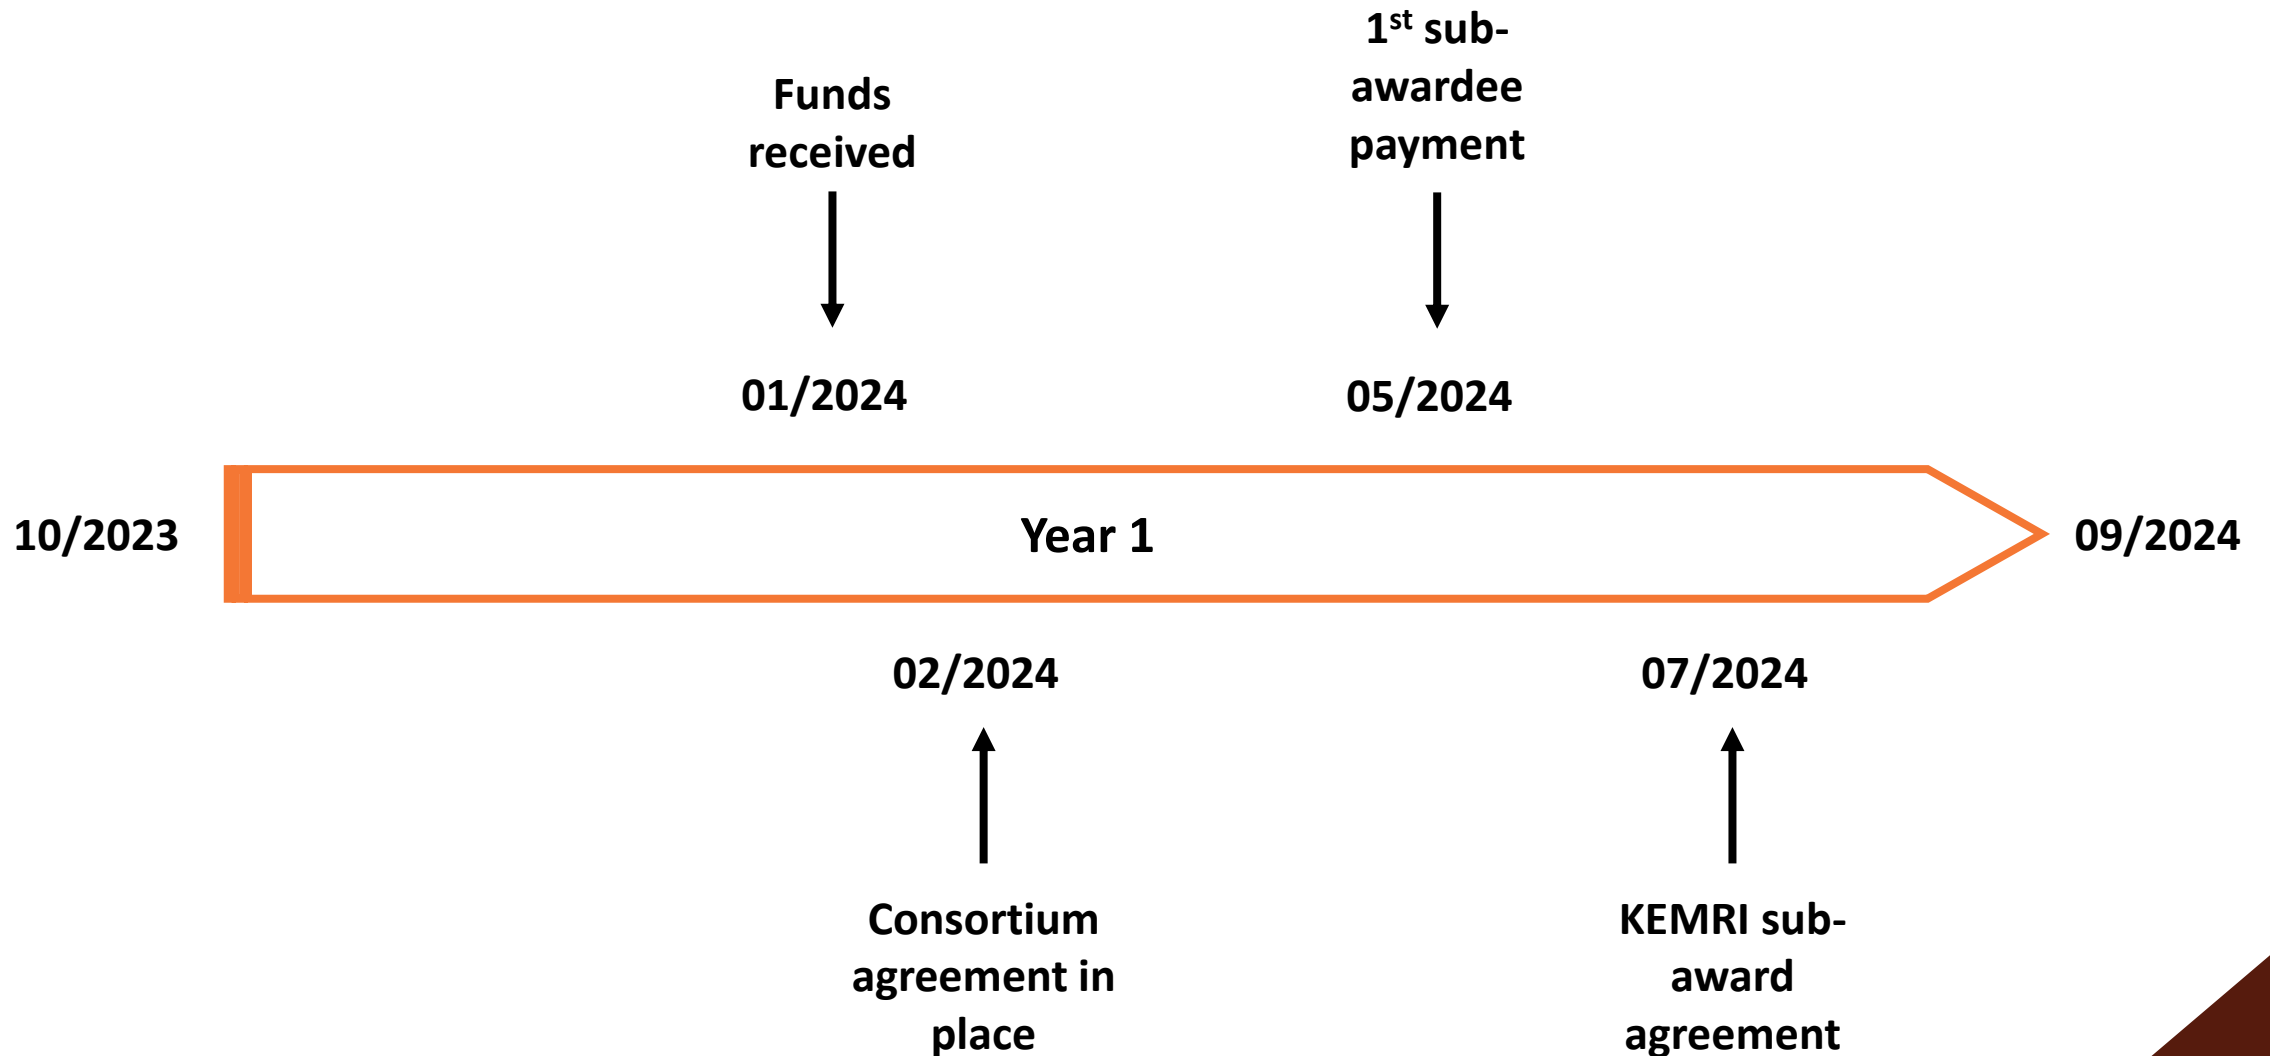 1st sub-
awardee
payment
Funds
received
01/2024
05/2024
10/2023
Year 1
09/2024
02/2024
07/2024
Consortium
agreement in
place
KEMRI sub-
award
agreement